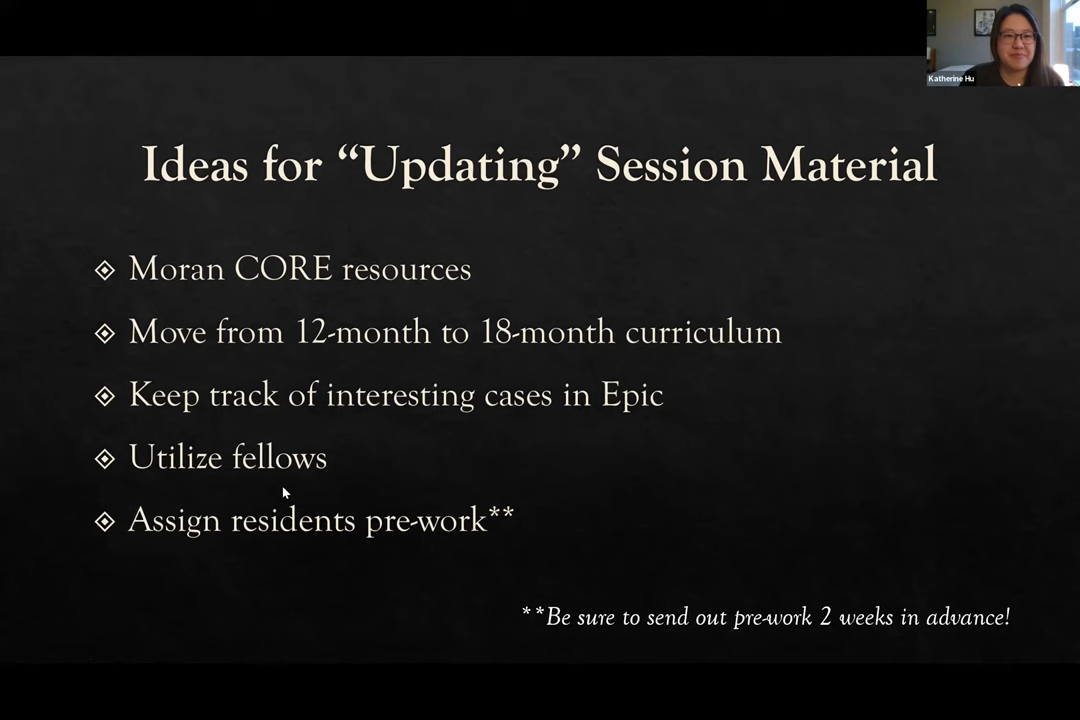 Katherine Hu
Ideas for “Updating” Session Material
Moran CORE resources
Move from 12-month to 18-month curriculum
Keep track of interesting cases in Epic
Utilize fellows
Assign residents pre-work**
**Be sure to send out pre-work 2 weeks in advance!